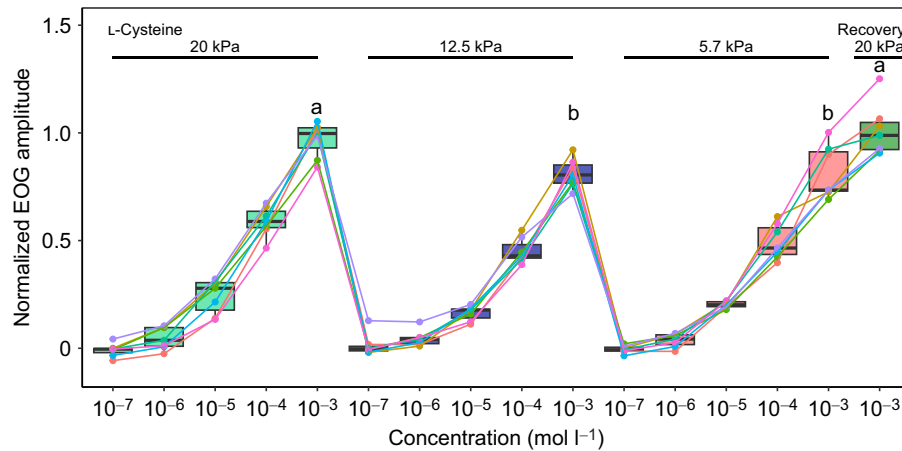 1.5
1.0
0.5
0
Normalized EOG amplitude
L-Cysteine
20 kPa
12.5 kPa
5.7 kPa
Recovery
20 kPa
a
b
b
a
10⁻⁷ 10⁻⁶ 10⁻⁵ 10⁻⁴ 10⁻³ 10⁻⁷ 10⁻⁶ 10⁻⁵ 10⁻⁴ 10⁻³ 10⁻⁷ 10⁻⁶ 10⁻⁵ 10⁻⁴ 10⁻³ 10⁻³
Concentration (mol l⁻¹)